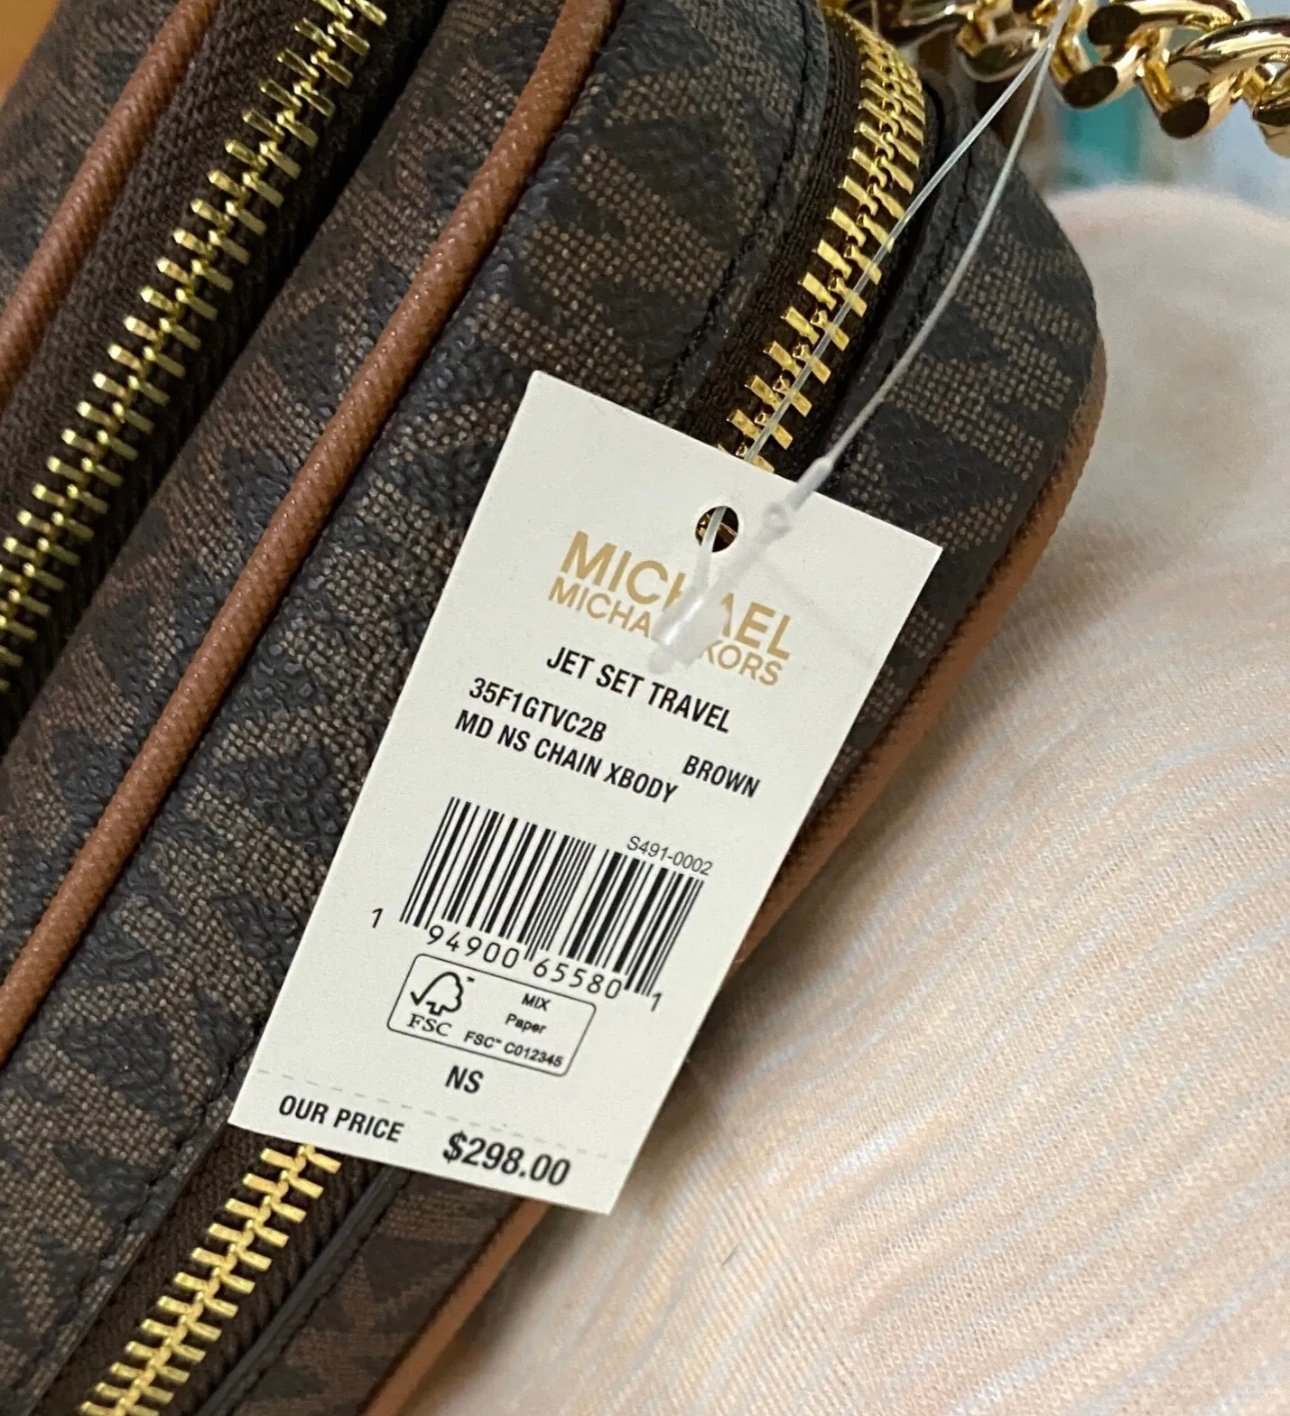 MICHAEL
MICHAEL KORS
JET SET TRAVEL
35F1GTVC2B
MD NS CHAIN XBODY
BROWN
S491-0002
1 94900 65580 1
FSC
MIX
Paper
FSC™ C012345
NS
OUR PRICE $298.00